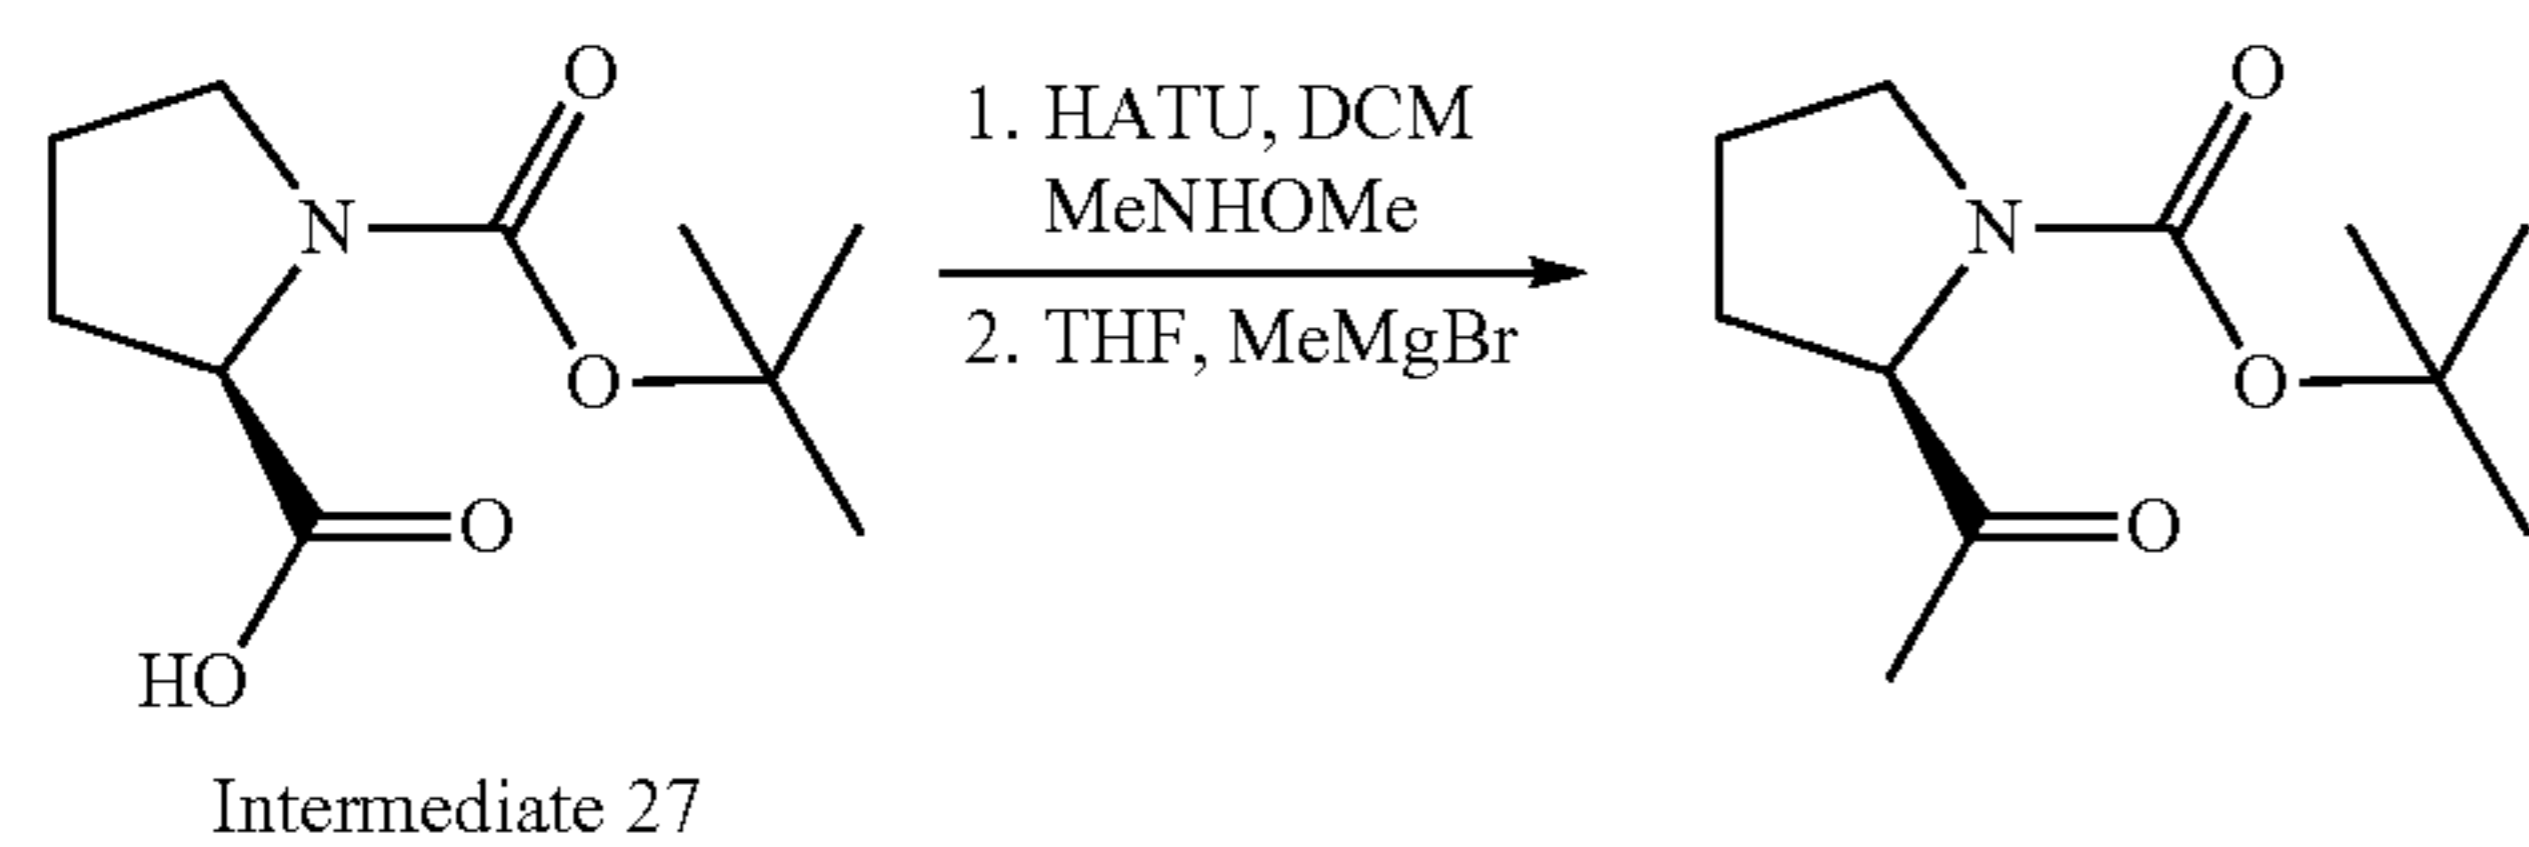 O
N
O
O
HO
Intermediate 27
1. HATU, DCM
MeNHOMe
2. THF, MeMgBr
O
N
O
O